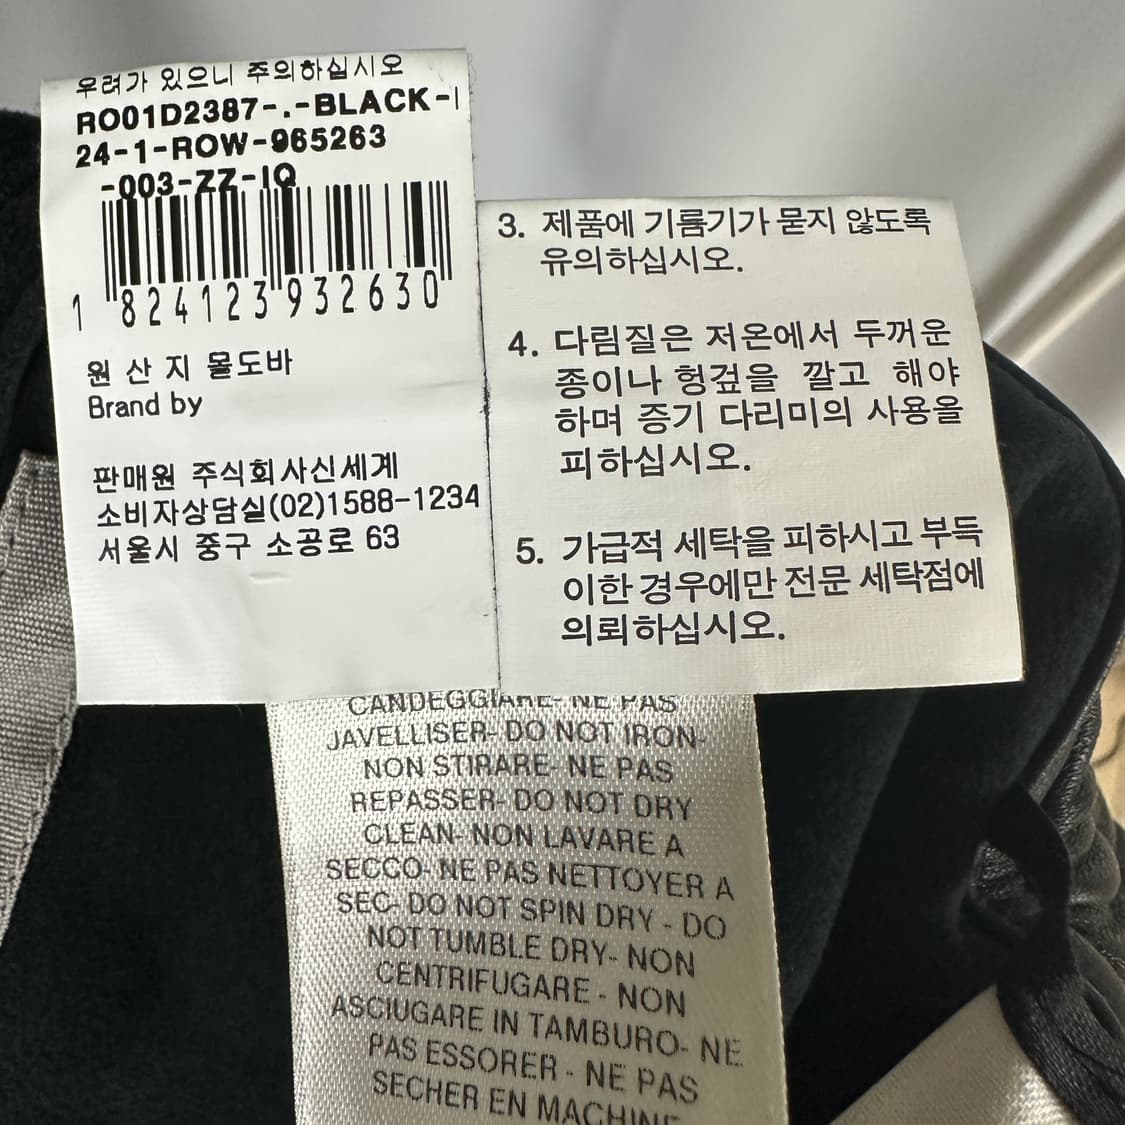 우려가 있으니 주의하십시오
RO01D2387-.-BLACK-
24-1-ROW-965263
-003-ZZ-IQ
1 824123 932630
원 산 지 몰도바
Brand by
판매원 주식회사신세계
소비자상담실(02)1588-1234
서울시 중구 소공로 63
3. 제품에 기름기가 묻지 않도록
유의하십시오.
4. 다림질은 저온에서 두꺼운
종이나 헝겊을 깔고 해야
하며 증기 다리미의 사용을
피하십시오.
5. 가급적 세탁을 피하시고 부득
이한 경우에만 전문 세탁점에
의뢰하십시오.
CANDEGGIARE- NE PAS
JAVELLISER- DO NOT IRON-
NON STIRARE- NE PAS
REPASSER- DO NOT DRY
CLEAN- NON LAVARE A
SECCO- NE PAS NETTOYER A
SEC- DO NOT SPIN DRY - DO
NOT TUMBLE DRY- NON
CENTRIFUGARE - NON
ASCIUGARE IN TAMBURO- NE
PAS ESSORER - NE PAS
SECHER EN MACHINE